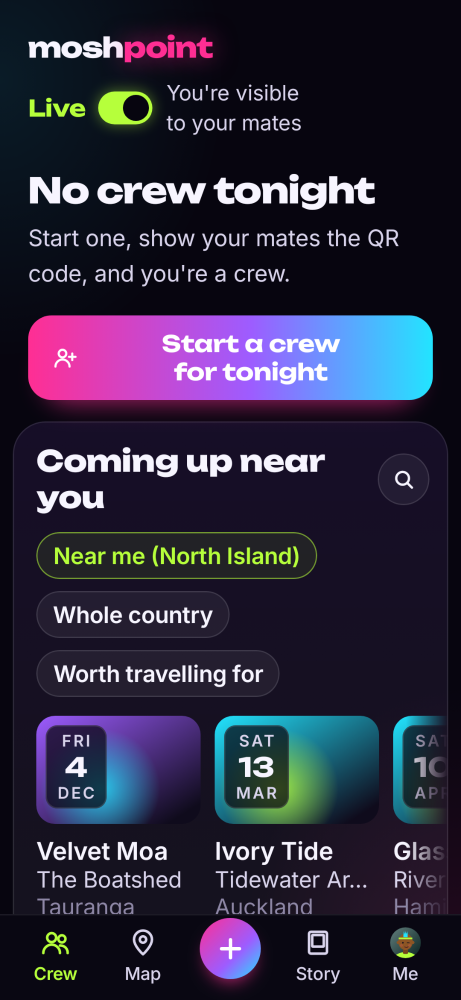 moshpoint
Live
You're visible
to your mates
No crew tonight
Start one, show your mates the QR
code, and you're a crew.
Start a crew
for tonight
Coming up near
you
Near me (North Island)
Whole country
Worth travelling for
FRI
4
DEC
SAT
13
MAR
Velvet Moa
The Boatshed
Tauranga
Ivory Tide
Tidewater Ar...
Auckland
Crew
Map
Story
Me